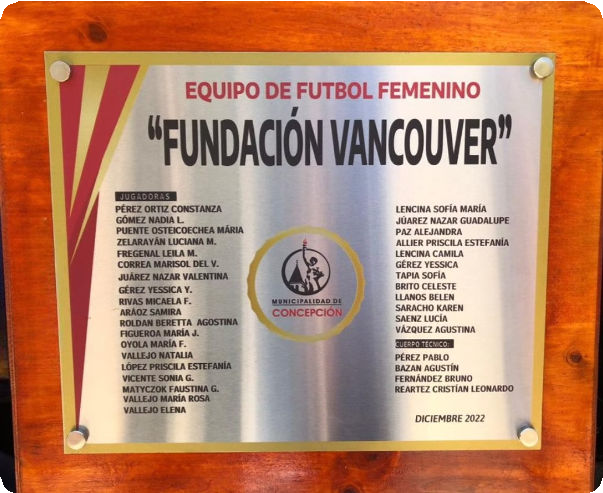 EQUIPO DE FUTBOL FEMENINO
“FUNDACIÓN VANCOUVER”
JUGADORAS
PÉREZ ORTIZ CONSTANZA
GÓMEZ NADIA L.
PUENTE OSTEICOECHEA MÁRIA
ZELARAYÁN LUCIANA M.
FREGENAL LEILA M.
CORREA MARISOL DEL V.
JUÁREZ NAZAR VALENTINA
GÉREZ YESSICA Y.
RIVAS MICAELA F.
ARÁOZ SAMIRA
ROLDAN BERETTA AGOSTINA
FIGUEROA MARÍA J.
OYOLA MARÍA F.
VALLEJO NATALIA
LÓPEZ PRISCILA ESTEFANÍA
VICENTE SONIA G.
MATYCZOK FAUSTINA G.
VALLEJO MARÍA ROSA
VALLEJO ELENA
MUNICIPALIDAD DE
CONCEPCIÓN
LENCINA SOFÍA MARÍA
JÚAREZ NAZAR GUADALUPE
PAZ ALEJANDRA
ALLIER PRISCILA ESTEFANÍA
LENCINA CAMILA
GÉREZ YESSICA
TAPIA SOFÍA
BRITO CELESTE
LLANOS BELEN
SARACHO KAREN
SAENZ LUCÍA
VÁZQUEZ AGUSTINA
CUERPO TÉCNICO:
PÉREZ PABLO
BAZAN AGUSTÍN
FERNÁNDEZ BRUNO
REARTEZ CRISTÍAN LEONARDO
DICIEMBRE 2022